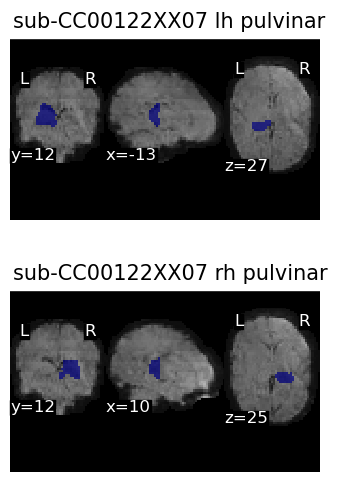 sub-CC00122XX07 lh pulvinar
L R L R
y=12 x=-13 z=27
sub-CC00122XX07 rh pulvinar
L R L R
y=12 x=10 z=25